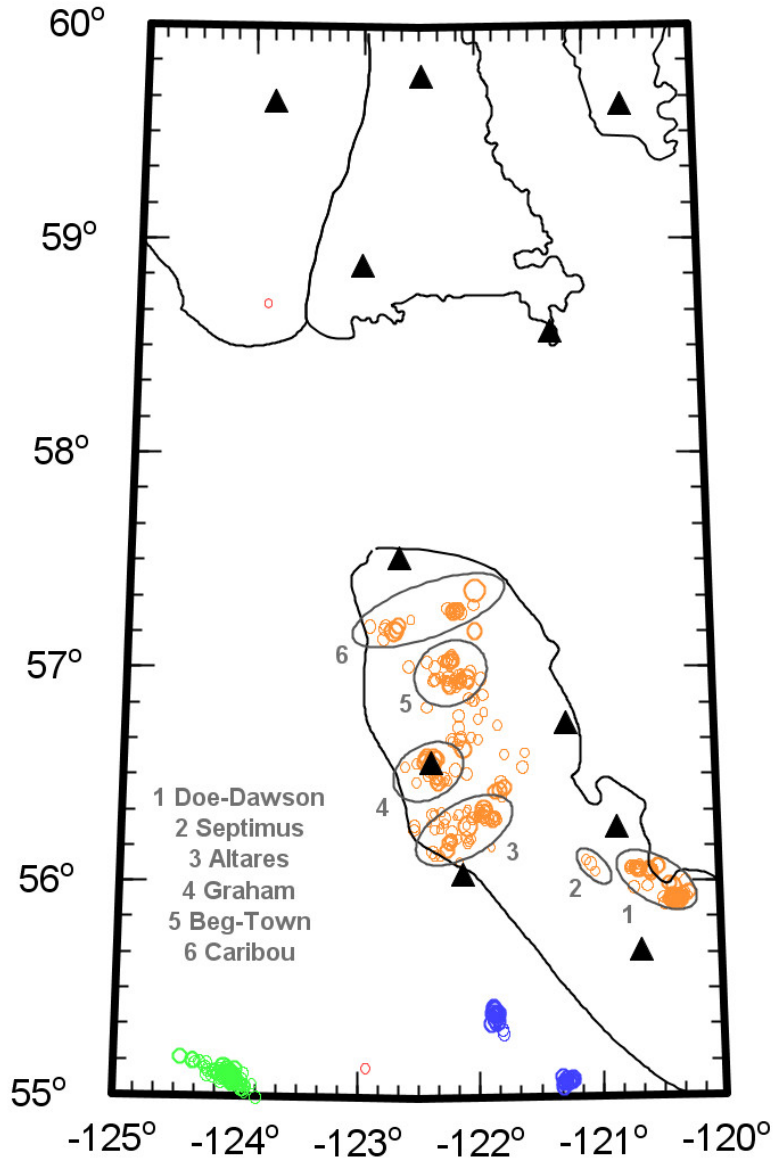 60°
59°
58°
57°
6
5
1 Doe-Dawson
2 Septimus
3 Altares
4 Graham
5 Beg-Town
6 Caribou
4
3
56°
2
1
55°
-125° -124° -123° -122° -121° -120°